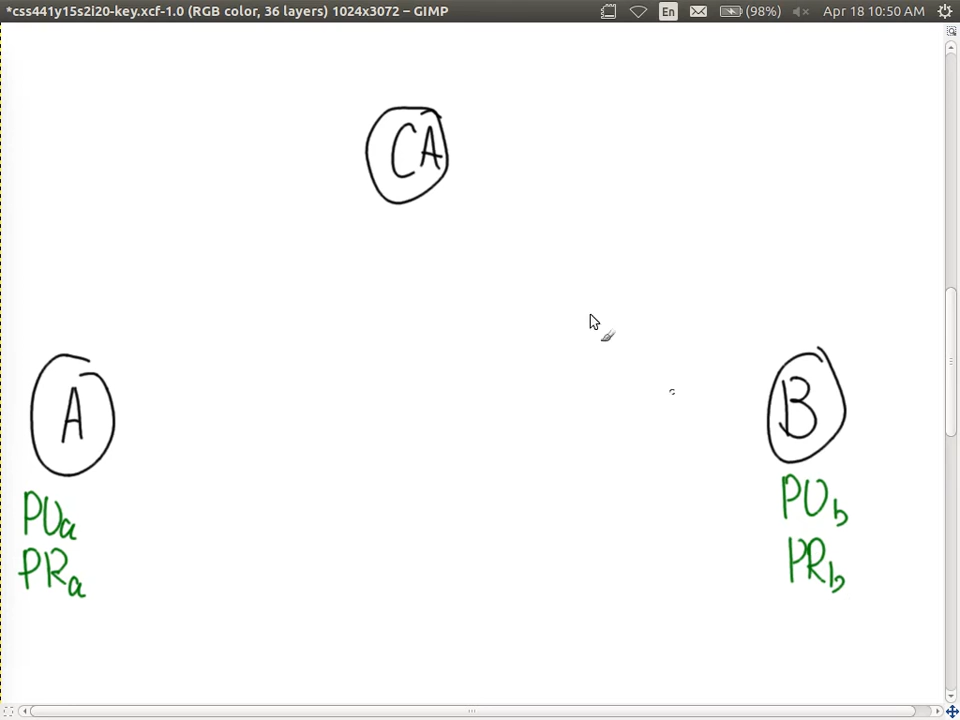 *css441y15s2i20-key.xcf-1.0 (RGB color, 36 layers) 1024x3072 – GIMP
En
(98%)
Apr 18 10:50 AM
CA
A
B
PUa
PRa
PUb
PRb